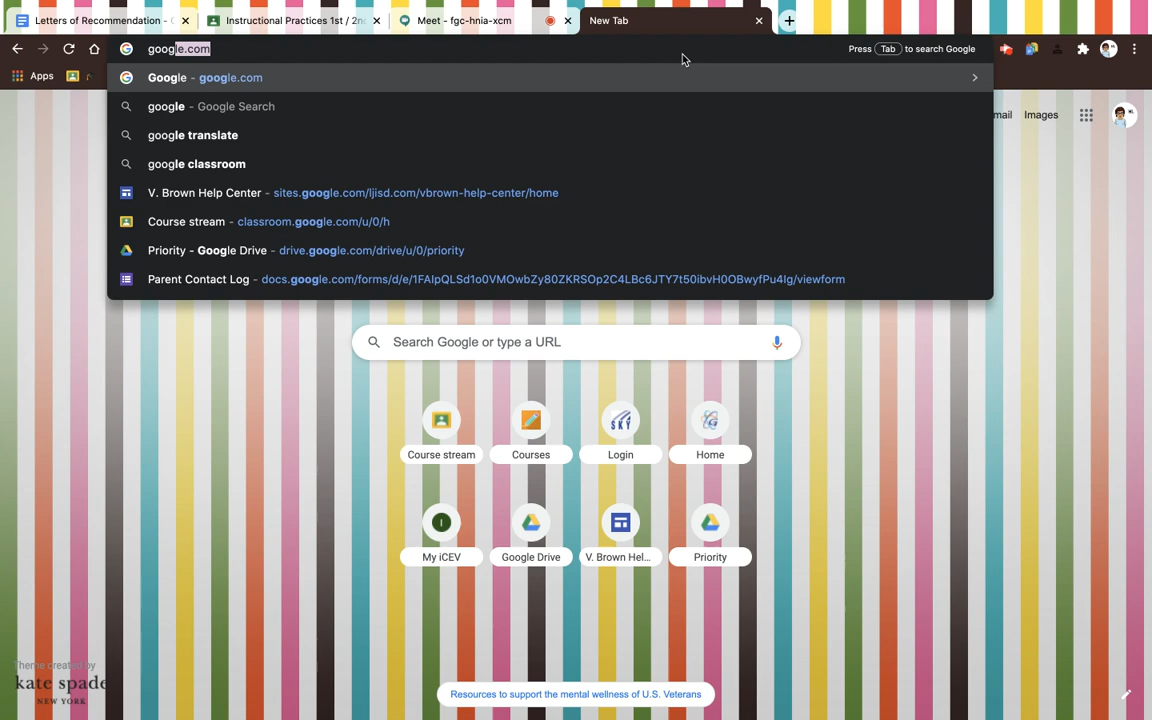 Letters of Recommendation - Instructional Practices 1st / 2n Meet - fgc-hnia-xcm New Tab
google.com Press Tab to search Google
Apps
Google - google.com
google - Google Search
google translate
google classroom
V. Brown Help Center - sites.google.com/ljisd.com/vbrown-help-center/home
Course stream - classroom.google.com/u/0/h
Priority - Google Drive - drive.google.com/drive/u/0/priority
Parent Contact Log - docs.google.com/forms/d/e/1FAIpQLSd1o0VMOwbZy80ZKRSOp2C4LBc6JTY7t50ibvH0OBwyfPu4Ig/viewform
mail Images
Search Google or type a URL
Course stream Courses Login Home
SKY
My iCEV Google Drive V. Brown Hel... Priority
Theme created by
kate spade
NEW YORK
Resources to support the mental wellness of U.S. Veterans